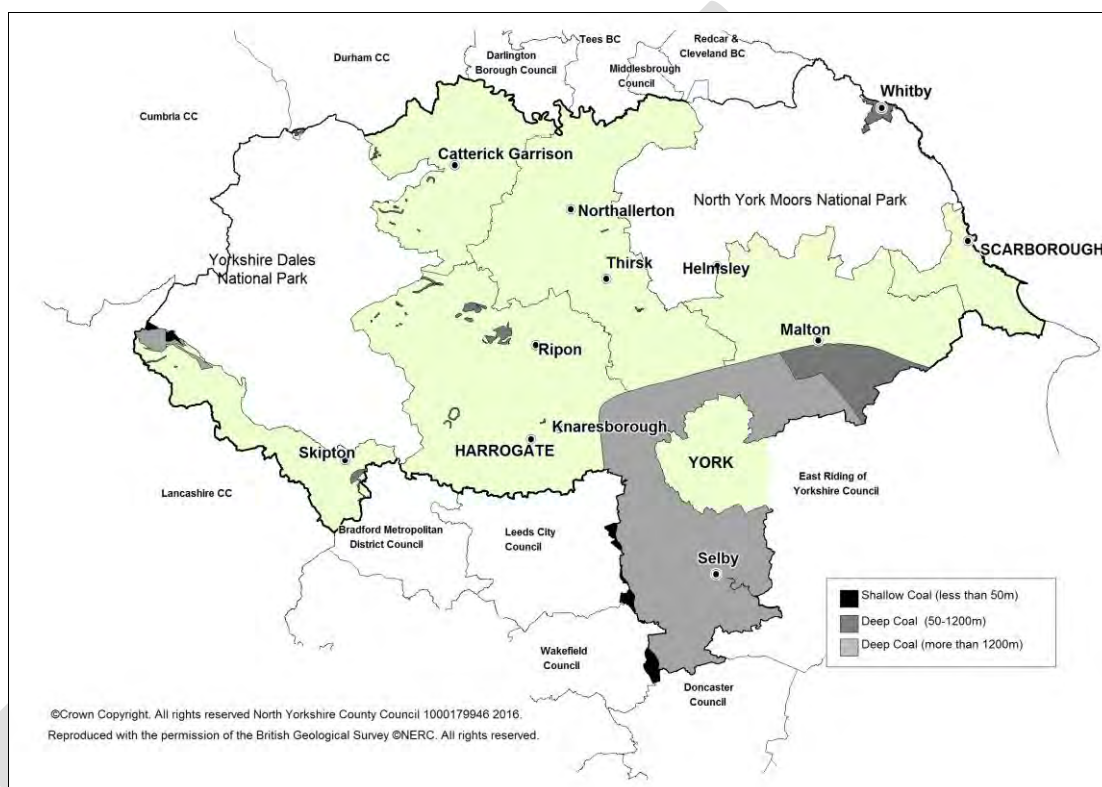 Tees BC
Redcar &
Cleveland BC
Durham CC
Darlington
Borough Council
Middlesbrough
Council
Whitby
Cumbria CC
Catterick Garrison
North York Moors National Park
Northallerton
SCARBOROUGH
Yorkshire Dales
National Park
Thirsk
Helmsley
Malton
Ripon
Knaresborough
HARROGATE
Skipton
YORK
East Riding of
Yorkshire Council
Lancashire CC
Bradford Metropolitan
District Council
Leeds City
Council
Selby
Shallow Coal (less than 50m)
Deep Coal (50-1200m)
Deep Coal (more than 1200m)
Wakefield
Council
Doncaster
Council
©Crown Copyright. All rights reserved North Yorkshire County Council 1000179946 2016.
Reproduced with the permission of the British Geological Survey ©NERC. All rights reserved.